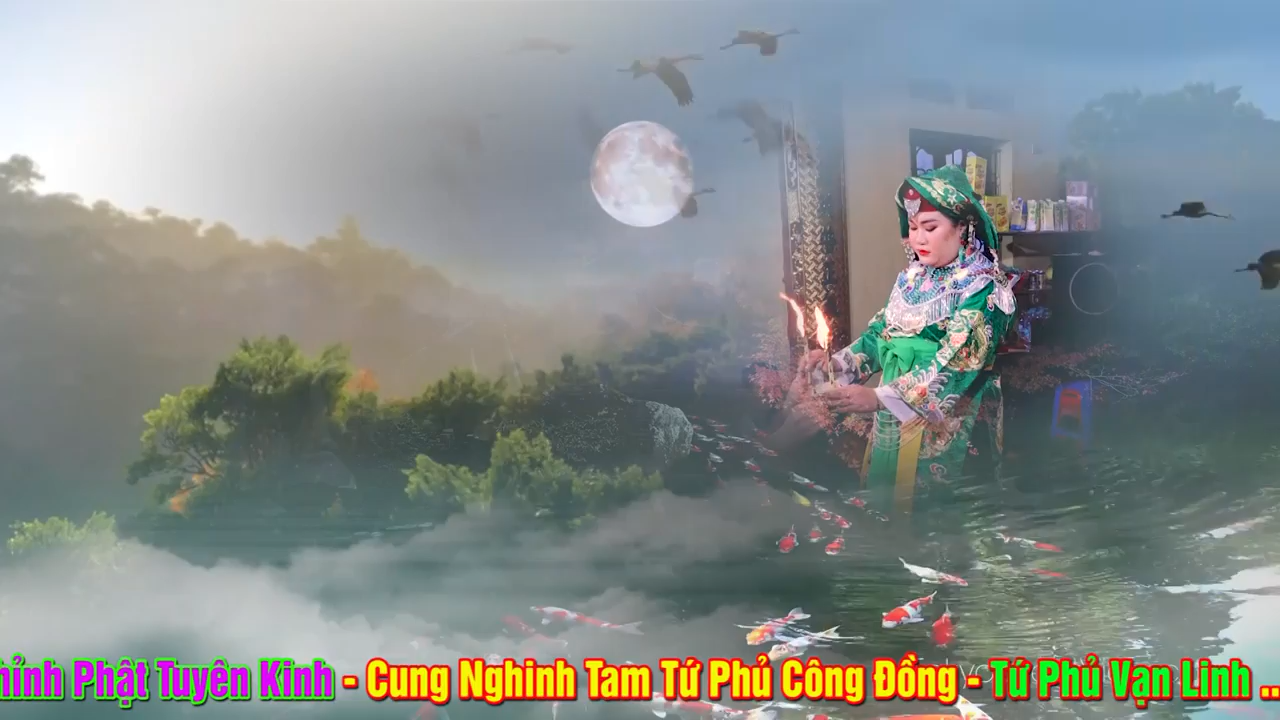 hỉnh Phật Tuyên Kinh - Cung Nghinh Tam Tứ Phủ Công Đồng - Tứ Phủ Vạn Linh ..